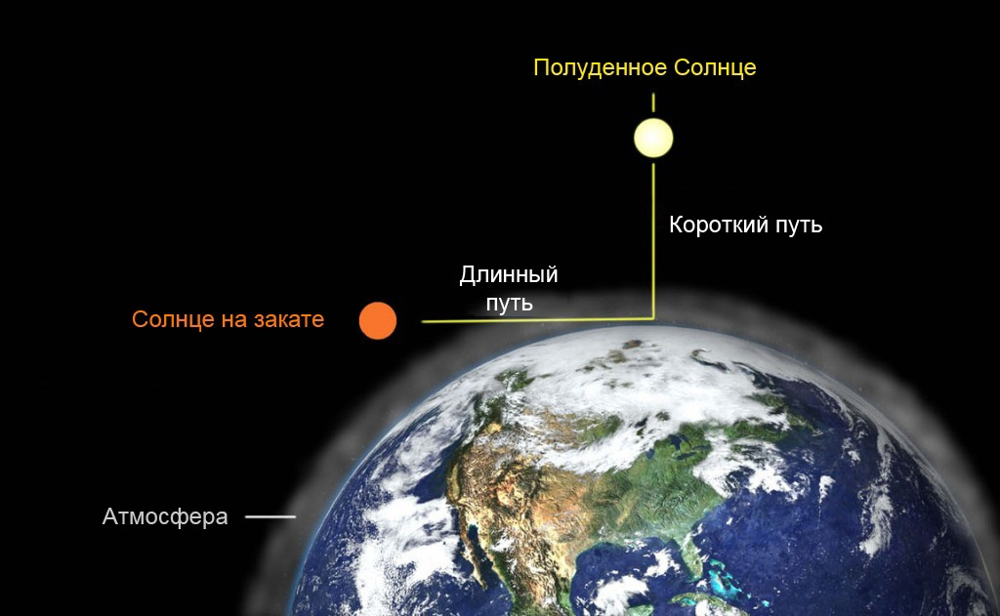 Полуденное Солнце
Короткий путь
Длинный
путь
Солнце на закате
Атмосфера